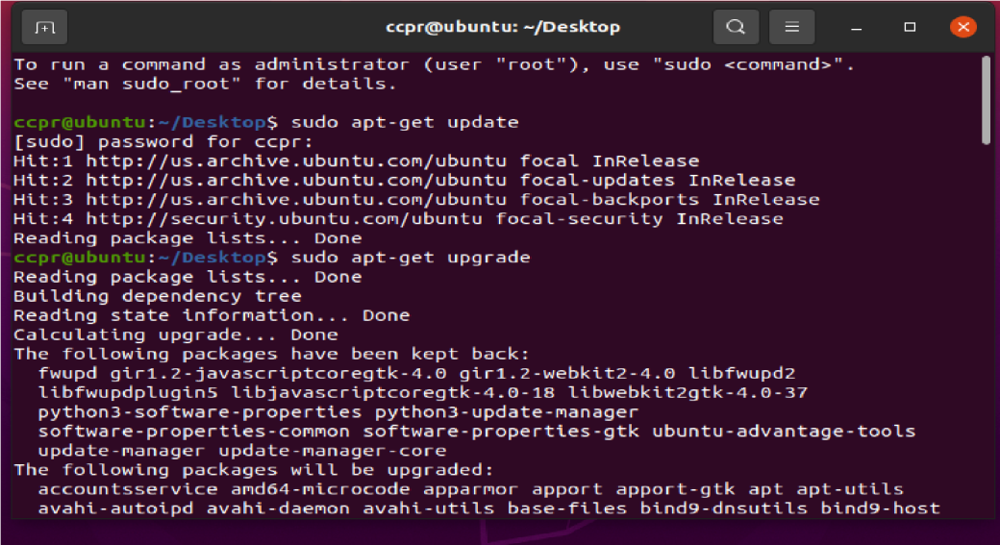 ccpr@ubuntu: ~/Desktop
To run a command as administrator (user "root"), use "sudo <command>".
See "man sudo_root" for details.
ccpr@ubuntu:~/Desktop$ sudo apt-get update
[sudo] password for ccpr:
Hit:1 http://us.archive.ubuntu.com/ubuntu focal InRelease
Hit:2 http://us.archive.ubuntu.com/ubuntu focal-updates InRelease
Hit:3 http://us.archive.ubuntu.com/ubuntu focal-backports InRelease
Hit:4 http://security.ubuntu.com/ubuntu focal-security InRelease
Reading package lists... Done
ccpr@ubuntu:~/Desktop$ sudo apt-get upgrade
Reading package lists... Done
Building dependency tree
Reading state information... Done
Calculating upgrade... Done
The following packages have been kept back:
  fwupd gir1.2-javascriptcoregtk-4.0 gir1.2-webkit2-4.0 libfwupd2
  libfwupdplugin5 libjavascriptcoregtk-4.0-18 libwebkit2gtk-4.0-37
  python3-software-properties python3-update-manager
  software-properties-common software-properties-gtk ubuntu-advantage-tools
  update-manager update-manager-core
The following packages will be upgraded:
  accountsservice amd64-microcode apparmor apport apport-gtk apt apt-utils
  avahi-autoipd avahi-daemon avahi-utils base-files bind9-dnsutils bind9-host